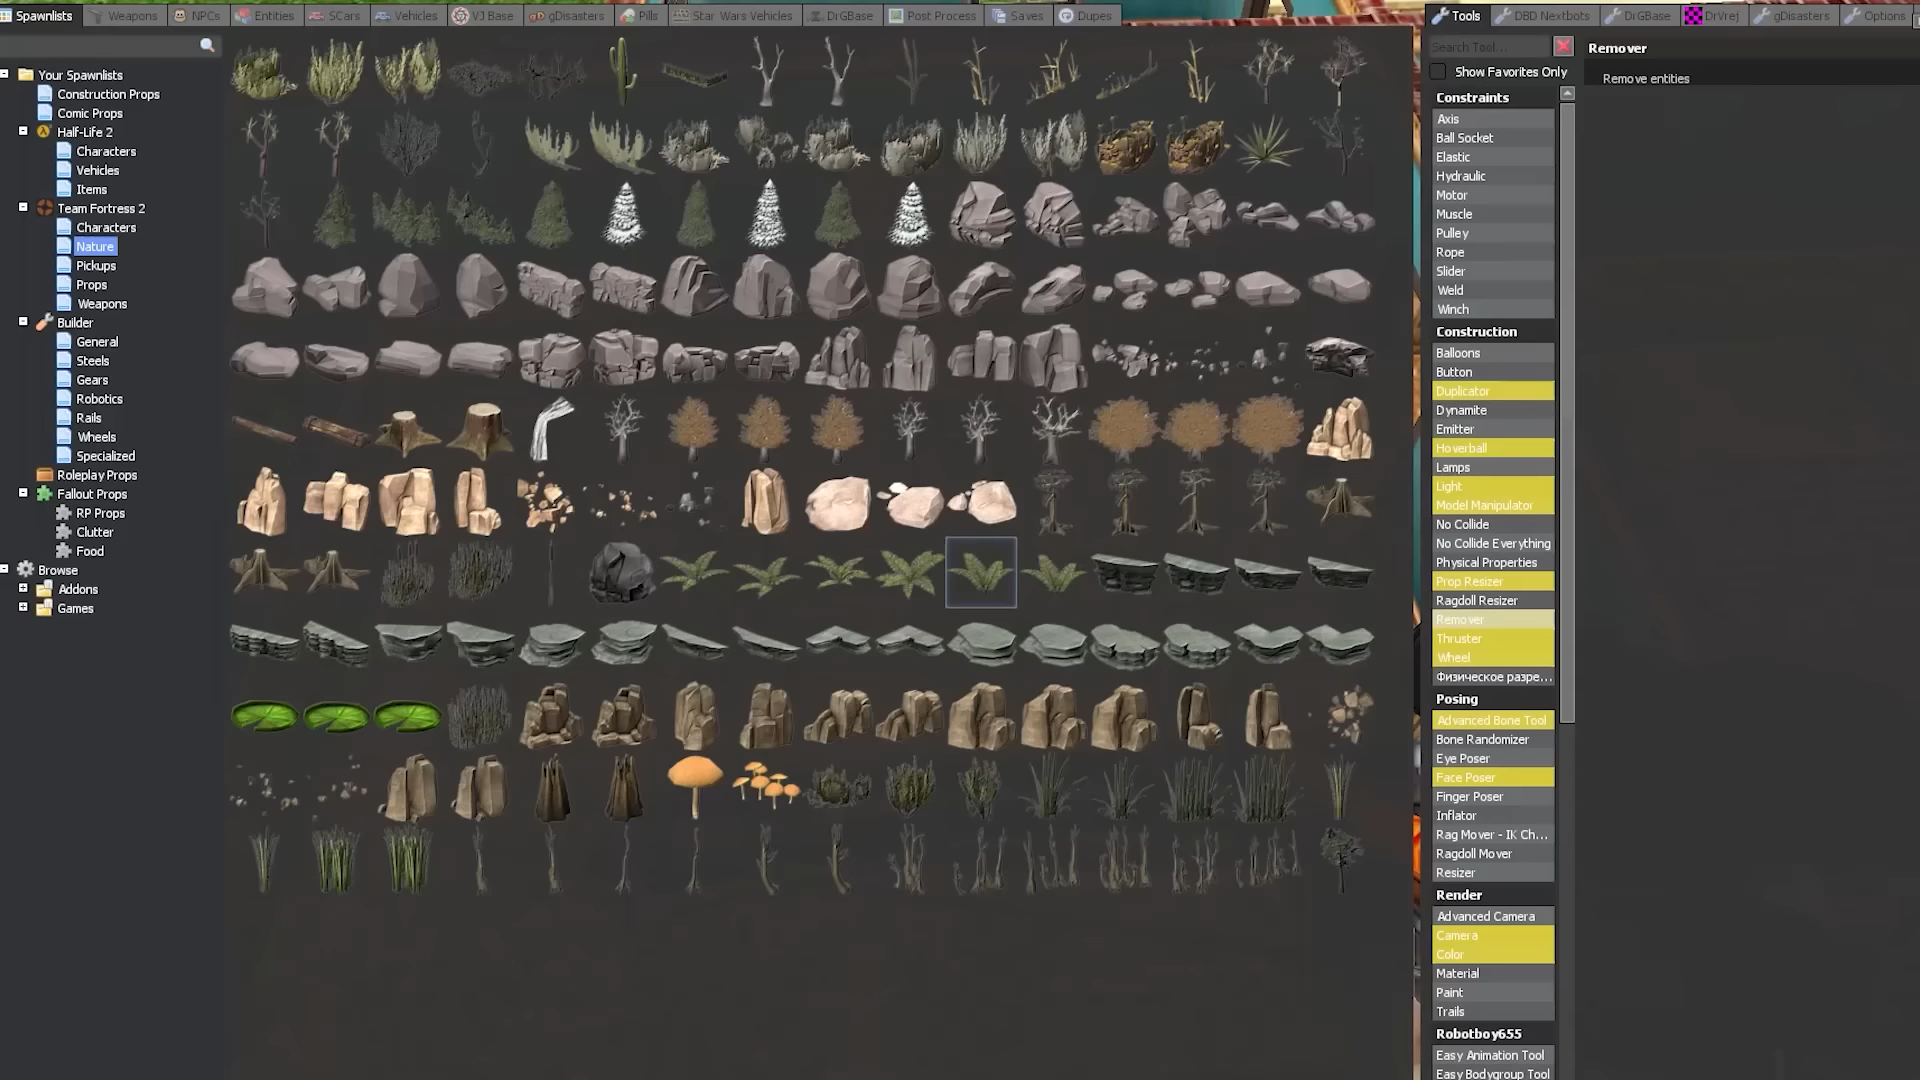 Spawnlists
Weapons
NPCs
Entities
SCars
Vehicles
VJ Base
gDisasters
Pills
Star Wars Vehicles
DrGBase
Post Process
Saves
Dupes
Your Spawnlists
Construction Props
Comic Props
Half-Life 2
Characters
Vehicles
Items
Team Fortress 2
Characters
Nature
Pickups
Props
Weapons
Builder
General
Steels
Gears
Robotics
Rails
Wheels
Specialized
Roleplay Props
Fallout Props
RP Props
Clutter
Food
Browse
Addons
Games
Tools
DBD Nextbots
DrGBase
DrVrej
gDisasters
Options
Search Tool...
Show Favorites Only
Constraints
Axis
Ball Socket
Elastic
Hydraulic
Motor
Muscle
Pulley
Rope
Slider
Weld
Winch
Construction
Balloons
Button
Duplicator
Dynamite
Emitter
Hoverball
Lamps
Light
Model Manipulator
No Collide
No Collide Everything
Physical Properties
Prop Resizer
Ragdoll Resizer
Remover
Thruster
Wheel
Физическое разре...
Posing
Advanced Bone Tool
Bone Randomizer
Eye Poser
Face Poser
Finger Poser
Inflator
Rag Mover - IK Ch...
Ragdoll Mover
Resizer
Render
Advanced Camera
Camera
Color
Material
Paint
Trails
Robotboy655
Easy Animation Tool
Easy Bodygroup Tool
Remover
Remove entities